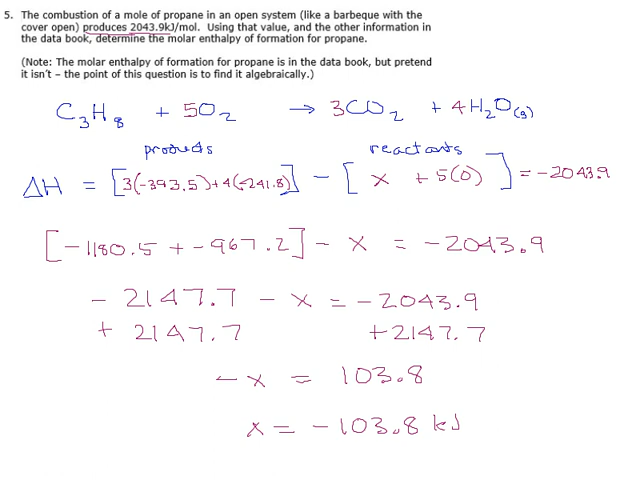 5. The combustion of a mole of propane in an open system (like a barbeque with the
cover open) produces 2043.9kJ/mol. Using that value, and the other information in
the data book, determine the molar enthalpy of formation for propane.
(Note: The molar enthalpy of formation for propane is in the data book, but pretend
it isn't – the point of this question is to find it algebraically.)
C₃H₈ + 5O₂ → 3CO₂ + 4H₂O(g)
products reactants
ΔH = [3(-393.5)+4(-241.8)] - [x + 5(0)] = -2043.9
[-1180.5 + -967.2] - x = -2043.9
- 2147.7 - x = -2043.9
+ 2147.7 +2147.7
-x = 103.8
x = -103.8 kJ